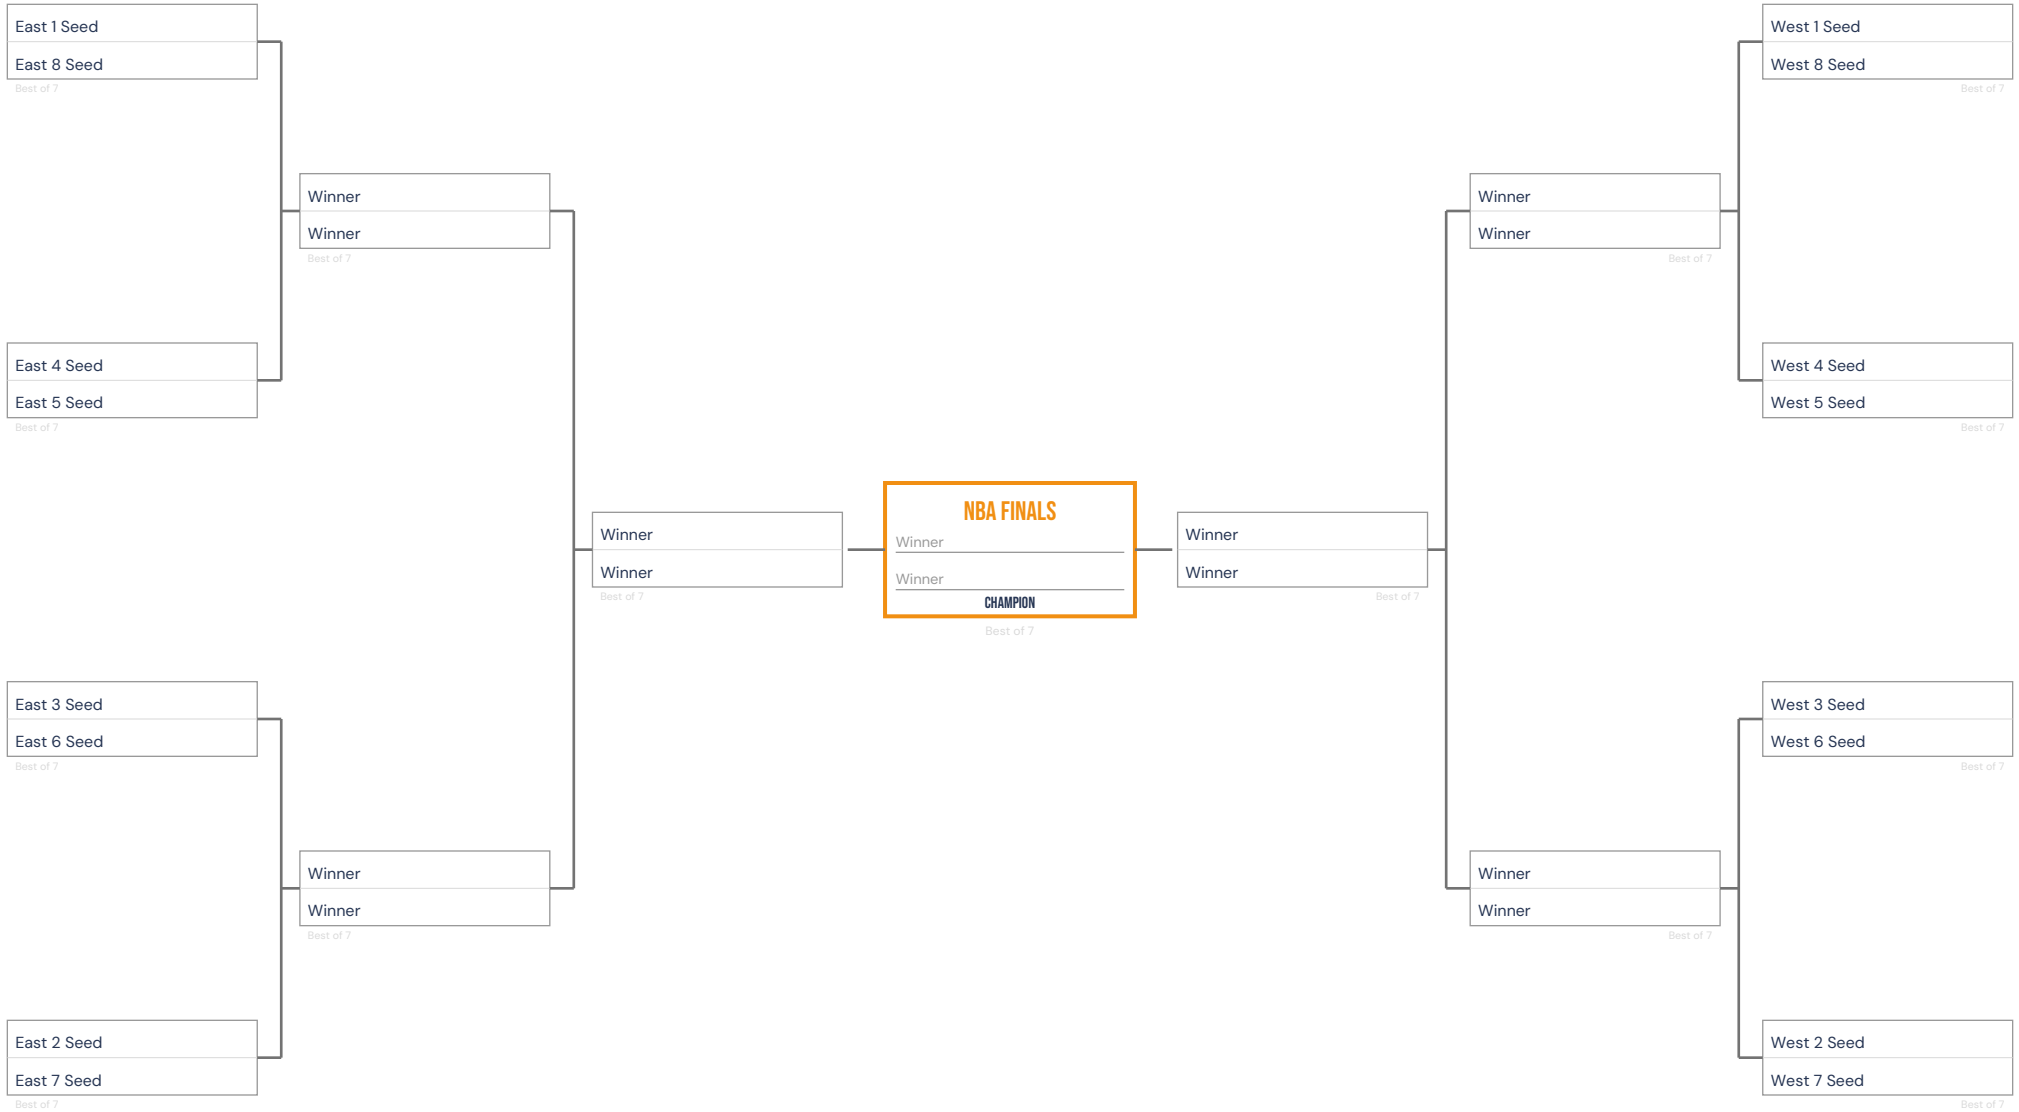 East 1 Seed
East 8 Seed
Best of 7
West 1 Seed
West 8 Seed
Best of 7
Winner
Winner
Best of 7
Winner
Winner
Best of 7
East 4 Seed
East 5 Seed
Best of 7
West 4 Seed
West 5 Seed
Best of 7
Winner
Winner
Best of 7
NBA FINALS
Winner
Winner
CHAMPION
Best of 7
Winner
Winner
Best of 7
East 3 Seed
East 6 Seed
Best of 7
West 3 Seed
West 6 Seed
Best of 7
Winner
Winner
Best of 7
Winner
Winner
Best of 7
East 2 Seed
East 7 Seed
Best of 7
West 2 Seed
West 7 Seed
Best of 7